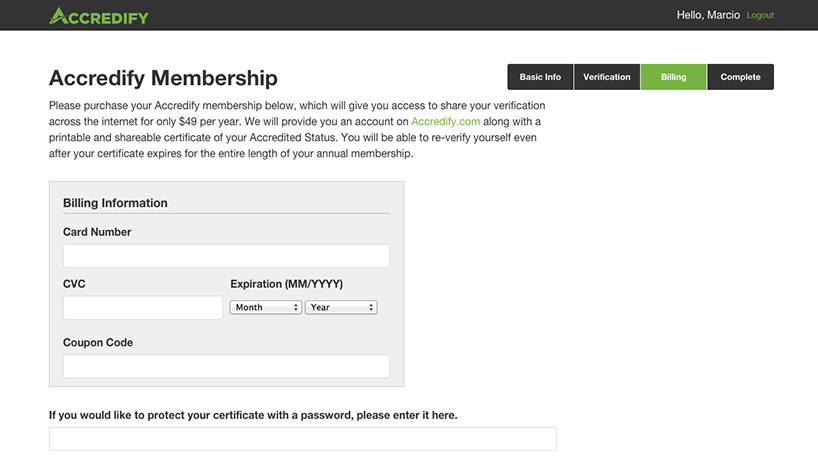 ACCREDIFY
Hello, Marcio Logout
Accredify Membership
Basic Info Verification Billing Complete
Please purchase your Accredify membership below, which will give you access to share your verification
across the internet for only $49 per year. We will provide you an account on Accredify.com along with a
printable and shareable certificate of your Accredited Status. You will be able to re-verify yourself even
after your certificate expires for the entire length of your annual membership.
Billing Information
Card Number
CVC Expiration (MM/YYYY)
Month Year
Coupon Code
If you would like to protect your certificate with a password, please enter it here.